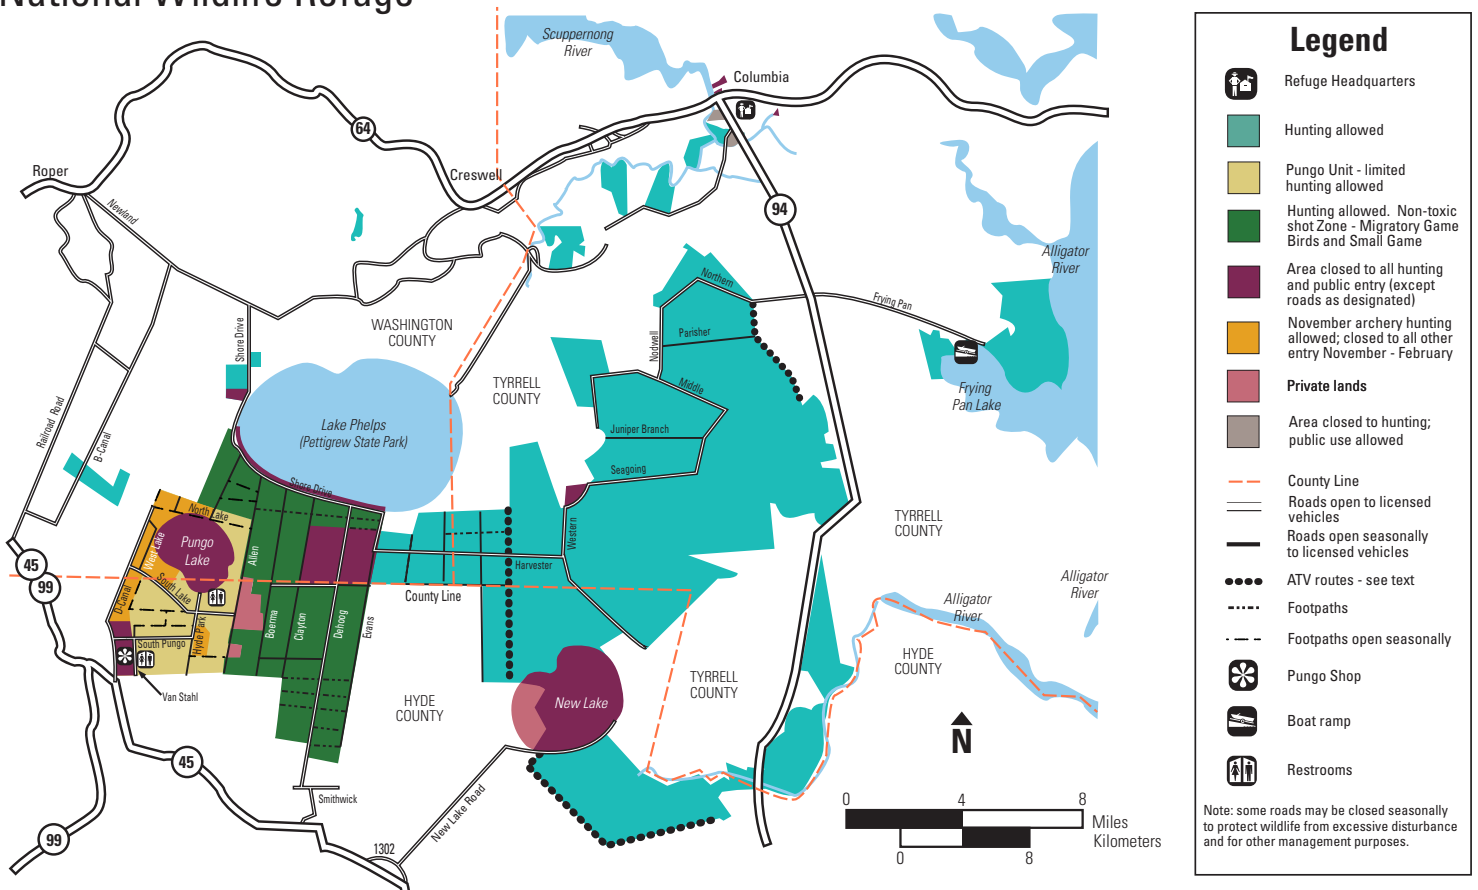 National Wildlife Refuge
Scuppernong
River
Columbia
64
Roper
Creswell
Newland
94
Alligator
River
Northern
Frying Pan
Shore Drive
WASHINGTON
COUNTY
Nodwell
Parisher
TYRRELL
COUNTY
Middle
Frying
Pan Lake
Railroad Road
B-Canal
Lake Phelps
(Pettigrew State Park)
Juniper Branch
Seagoing
Shore Drive
North Lake
Pungo
Lake
West Lake
Allen
Western
TYRRELL
COUNTY
45
99
Harvester
County Line
South Lake
D-Canal
Alligator
River
Alligator
River
Boerma
Clayton
Dehoog
Evans
Hyde Park
South Pungo
HYDE
COUNTY
Van Stahl
TYRRELL
COUNTY
HYDE
COUNTY
New Lake
N
45
Smithwick
New Lake Road
1302
99
0 4 8
Miles
Kilometers
0 8
Legend
Refuge Headquarters
Hunting allowed
Pungo Unit - limited
hunting allowed
Hunting allowed. Non-toxic
shot Zone - Migratory Game
Birds and Small Game
Area closed to all hunting
and public entry (except
roads as designated)
November archery hunting
allowed; closed to all other
entry November - February
Private lands
Area closed to hunting;
public use allowed
County Line
Roads open to licensed
vehicles
Roads open seasonally
to licensed vehicles
ATV routes - see text
Footpaths
Footpaths open seasonally
Pungo Shop
Boat ramp
Restrooms
Note: some roads may be closed seasonally
to protect wildlife from excessive disturbance
and for other management purposes.